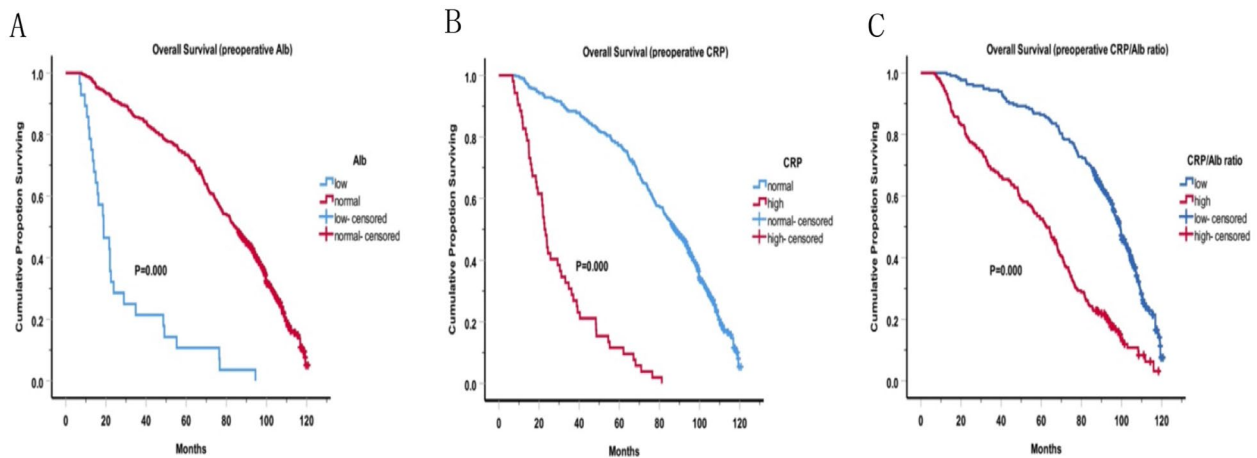 A
Overall Survival (preoperative Alb)
Cumulative Propotion Surviving
1.0
0.8
0.6
0.4
0.2
0.0
P=0.000
Alb
low
normal
low- censored
normal- censored
0 20 40 60 80 100 120
Months
B
Overall Survival (preoperative CRP)
Cumulative Propotion Surviving
1.0
0.8
0.6
0.4
0.2
0.0
P=0.000
CRP
normal
high
normal- censored
high- censored
0 20 40 60 80 100 120
Months
C
Overall Survival (preoperative CRP/Alb ratio)
Cumulative Propotion Surviving
1.0
0.8
0.6
0.4
0.2
0.0
P=0.000
CRP/Alb ratio
low
high
low- censored
high- censored
0 20 40 60 80 100 120
Months